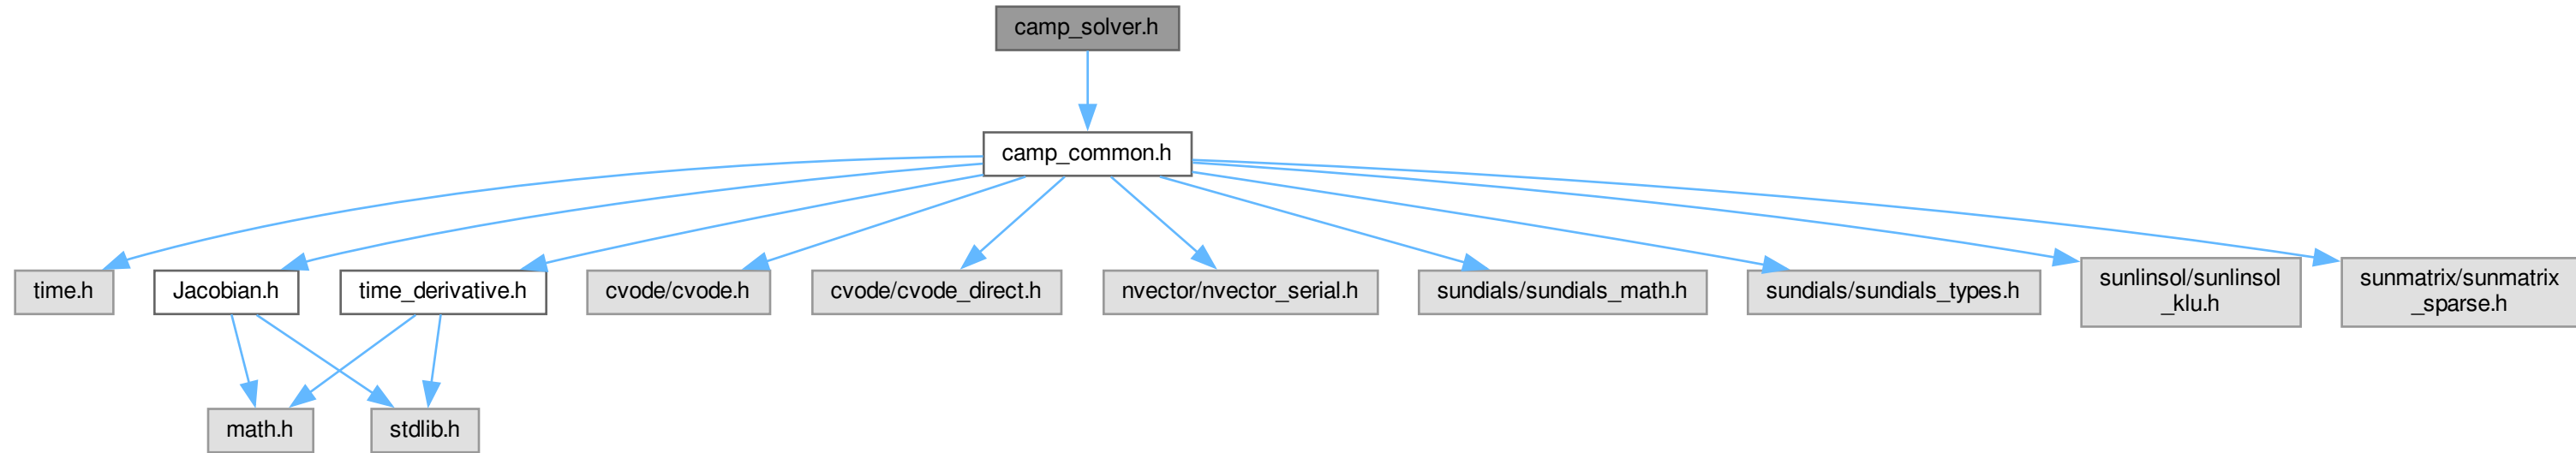 camp_solver.h
camp_common.h
time.h
Jacobian.h
time_derivative.h
cvode/cvode.h
cvode/cvode_direct.h
nvector/nvector_serial.h
sundials/sundials_math.h
sundials/sundials_types.h
sunlinsol/sunlinsol
_klu.h
sunmatrix/sunmatrix
_sparse.h
math.h
stdlib.h